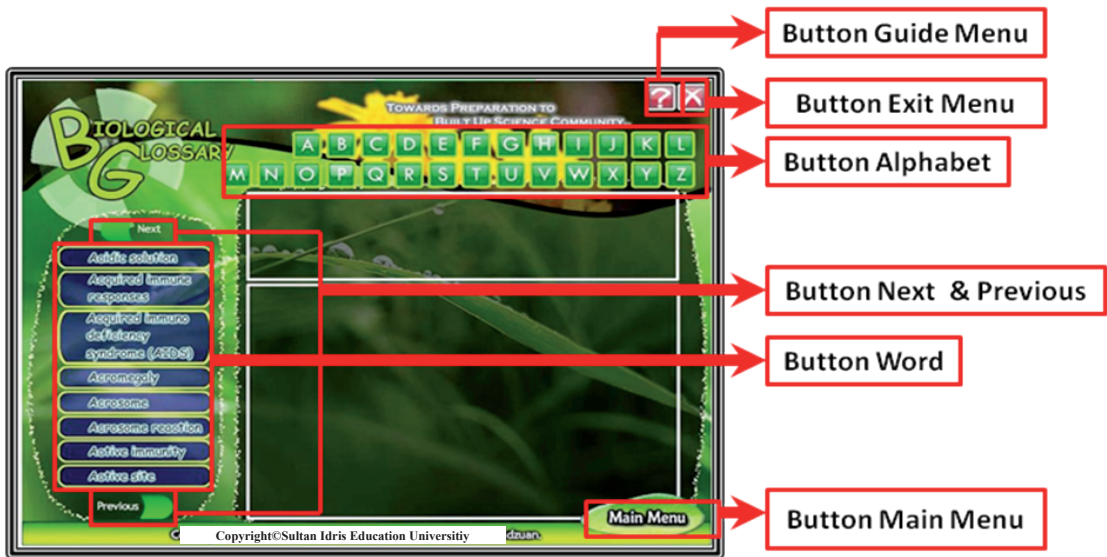 Button Guide Menu
? X
Button Exit Menu
TOWARDS PREPARATION TO
BUILT UP SCIENCE COMMUNITY
BIOLOGICAL
GLOSSARY
A B C D E F G H I J K L
M N O P Q R S T U V W X Y Z
Button Alphabet
Next
Acidic solution
Acquired immune
responses
Acquired immuno
deficiency
syndrome (AIDS)
Acromegaly
Acrosome
Acrosome reaction
Active immunity
Active site
Previous
Button Next & Previous
Button Word
Main Menu
Button Main Menu
Copyright©Sultan Idris Education Universitiy